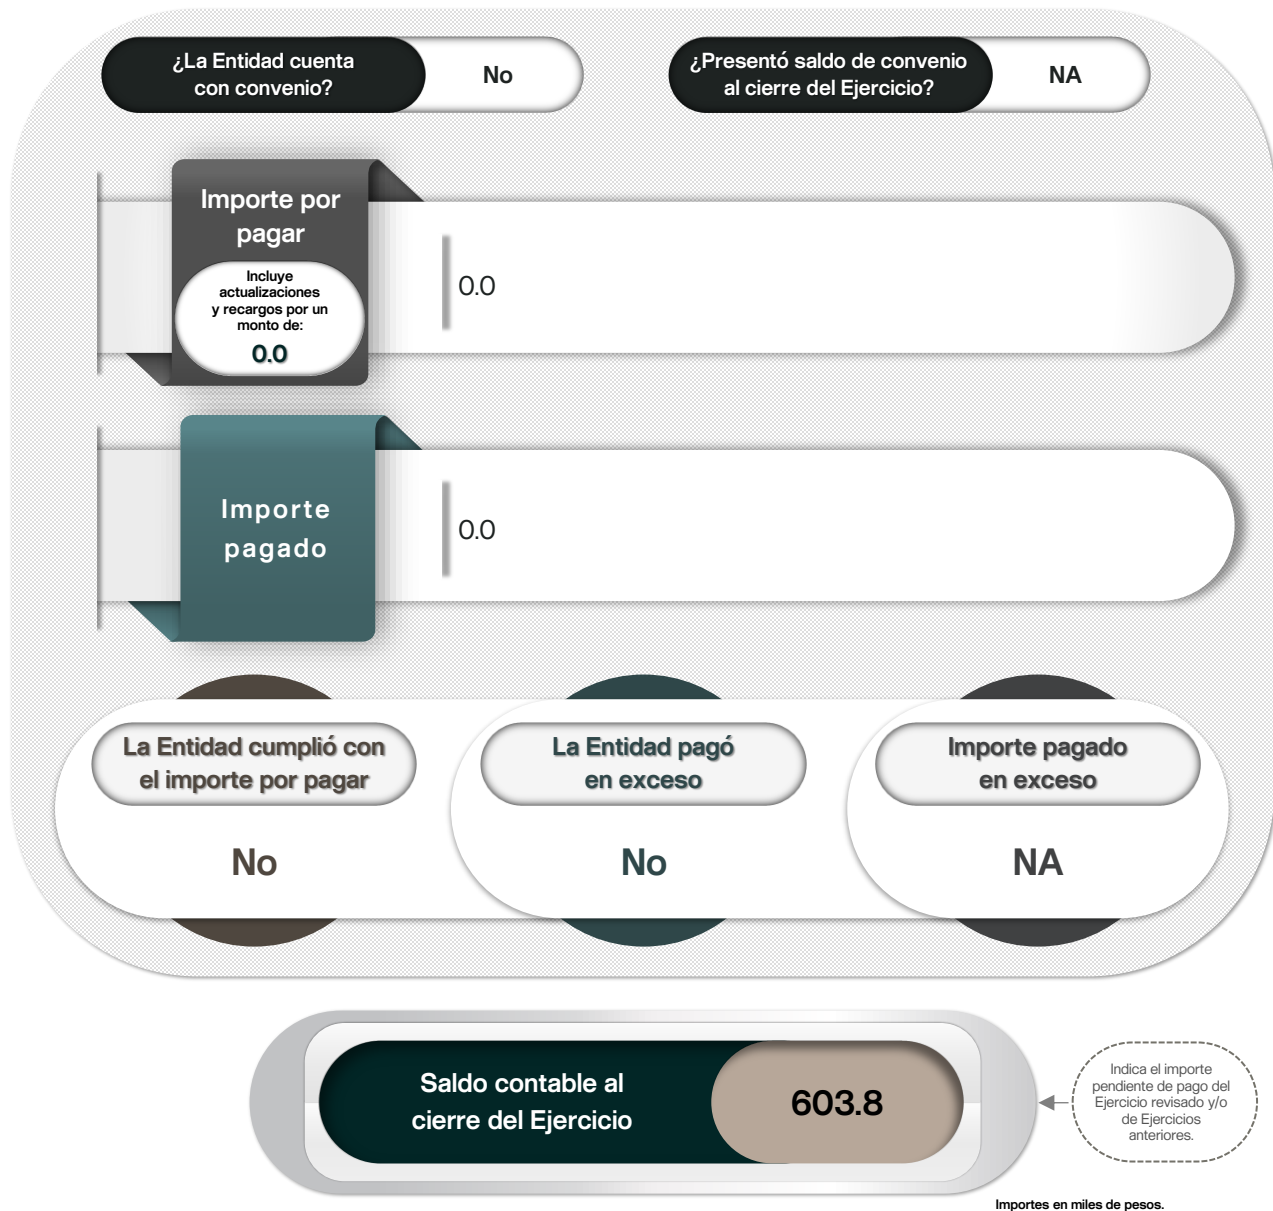 ¿La Entidad cuenta
con convenio?
No
¿Presentó saldo de convenio
al cierre del Ejercicio?
NA
Importe por
pagar
Incluye
actualizaciones
y recargos por un
monto de:
0.0
0.0
Importe
pagado
0.0
La Entidad cumplió con
el importe por pagar
No
La Entidad pagó
en exceso
No
Importe pagado
en exceso
NA
Saldo contable al
cierre del Ejercicio
603.8
Indica el importe
pendiente de pago del
Ejercicio revisado y/o
de Ejercicios
anteriores.
Importes en miles de pesos.